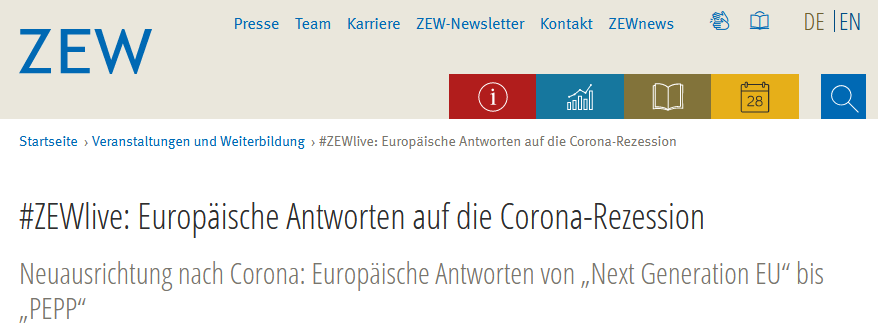 ZEW
Presse Team Karriere ZEW-Newsletter Kontakt ZEWnews DE | EN
i 28
Startseite › Veranstaltungen und Weiterbildung › #ZEWlive: Europäische Antworten auf die Corona-Rezession
#ZEWlive: Europäische Antworten auf die Corona-Rezession
Neuausrichtung nach Corona: Europäische Antworten von „Next Generation EU“ bis
„PEPP“